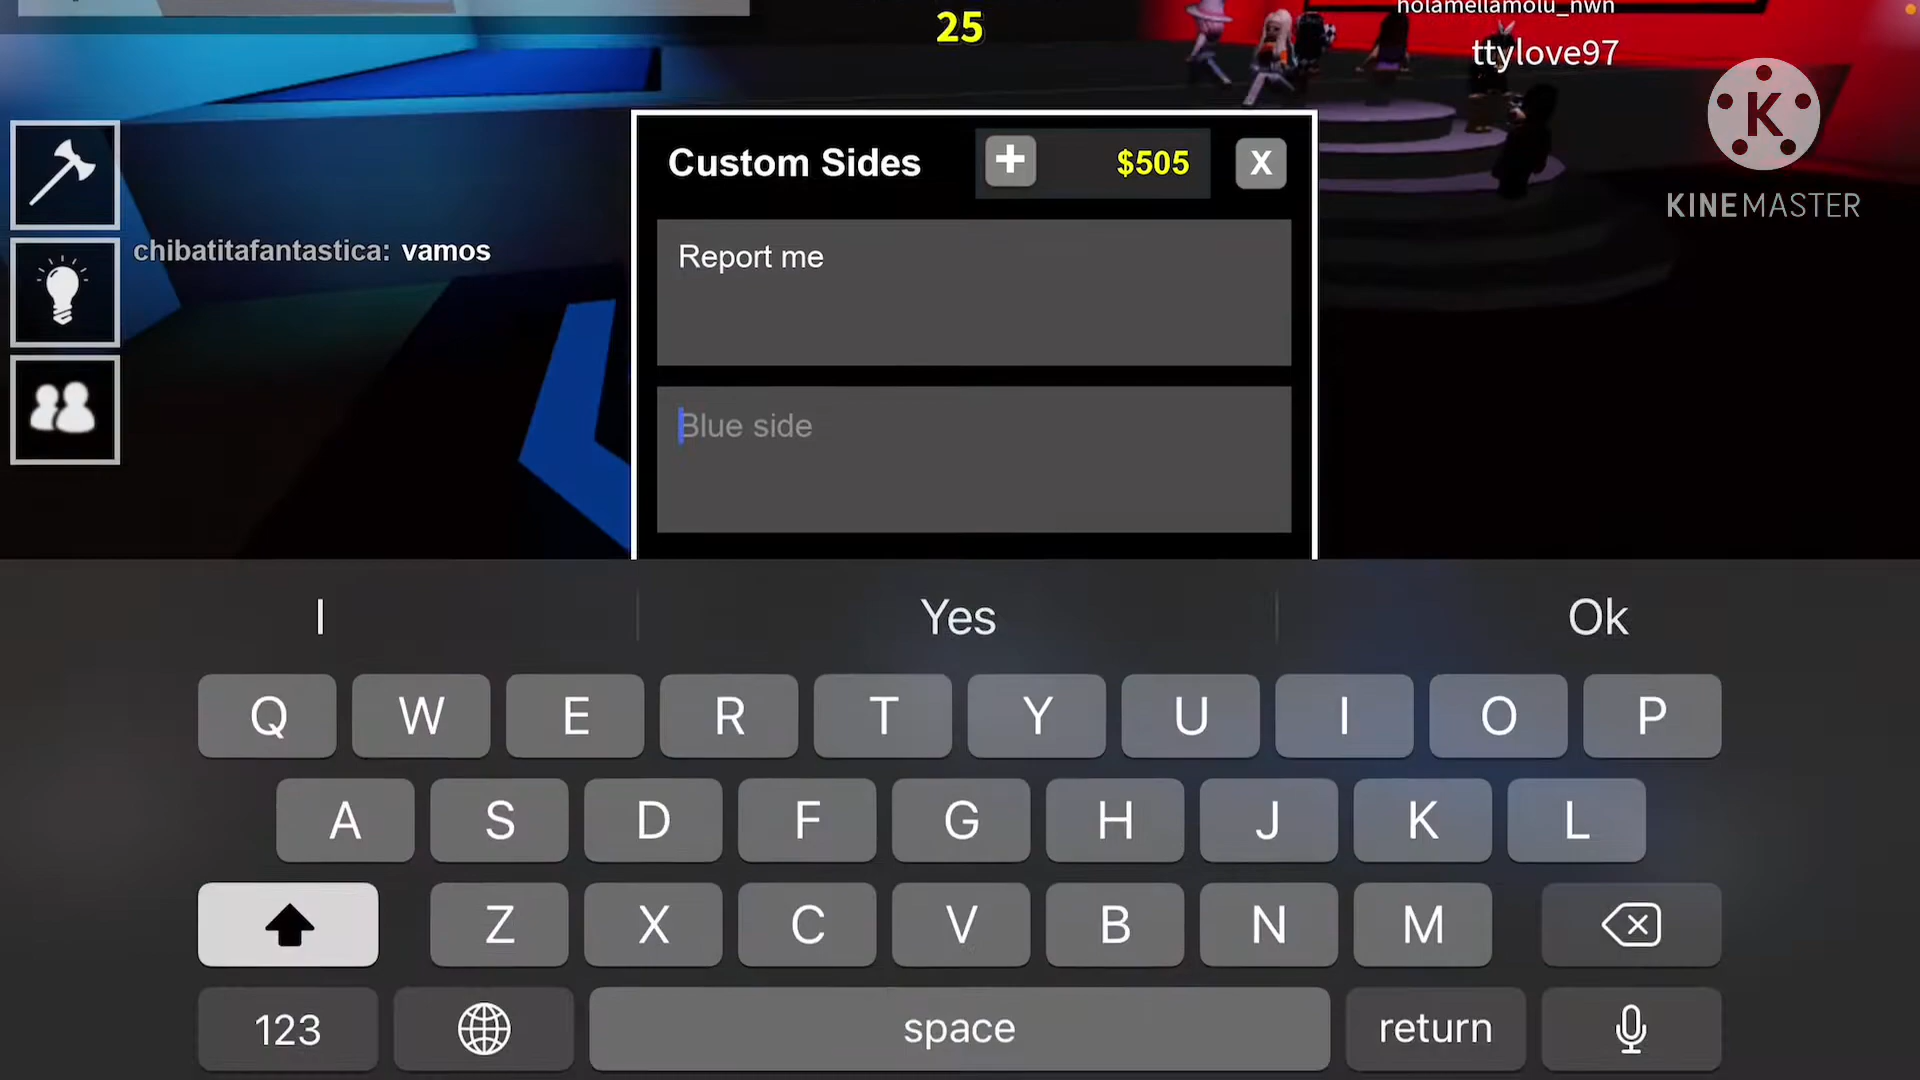 25
holamellamolu_nwn
ttylove97
K
KINEMASTER
Custom Sides
+
$505
X
chibatitafantastica: vamos
Report me
Blue side
I
Yes
Ok
Q W E R T Y U I O P
A S D F G H J K L
Z X C V B N M
123
space
return